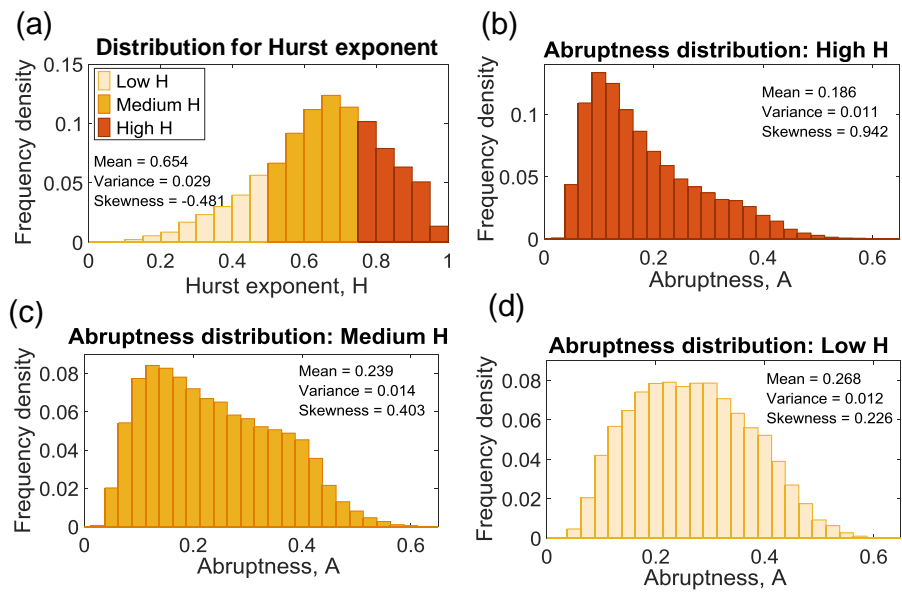 (a)
Distribution for Hurst exponent
Low H
Medium H
High H
Mean = 0.654
Variance = 0.029
Skewness = -0.481
Frequency density
0.15
0.1
0.05
0
0 0.2 0.4 0.6 0.8 1
Hurst exponent, H
(b)
Abruptness distribution: High H
Mean = 0.186
Variance = 0.011
Skewness = 0.942
Frequency density
0.1
0.05
0
0 0.2 0.4 0.6
Abruptness, A
(c)
Abruptness distribution: Medium H
Mean = 0.239
Variance = 0.014
Skewness = 0.403
Frequency density
0.08
0.06
0.04
0.02
0
0 0.2 0.4 0.6
Abruptness, A
(d)
Abruptness distribution: Low H
Mean = 0.268
Variance = 0.012
Skewness = 0.226
Frequency density
0.08
0.06
0.04
0.02
0
0 0.2 0.4 0.6
Abruptness, A